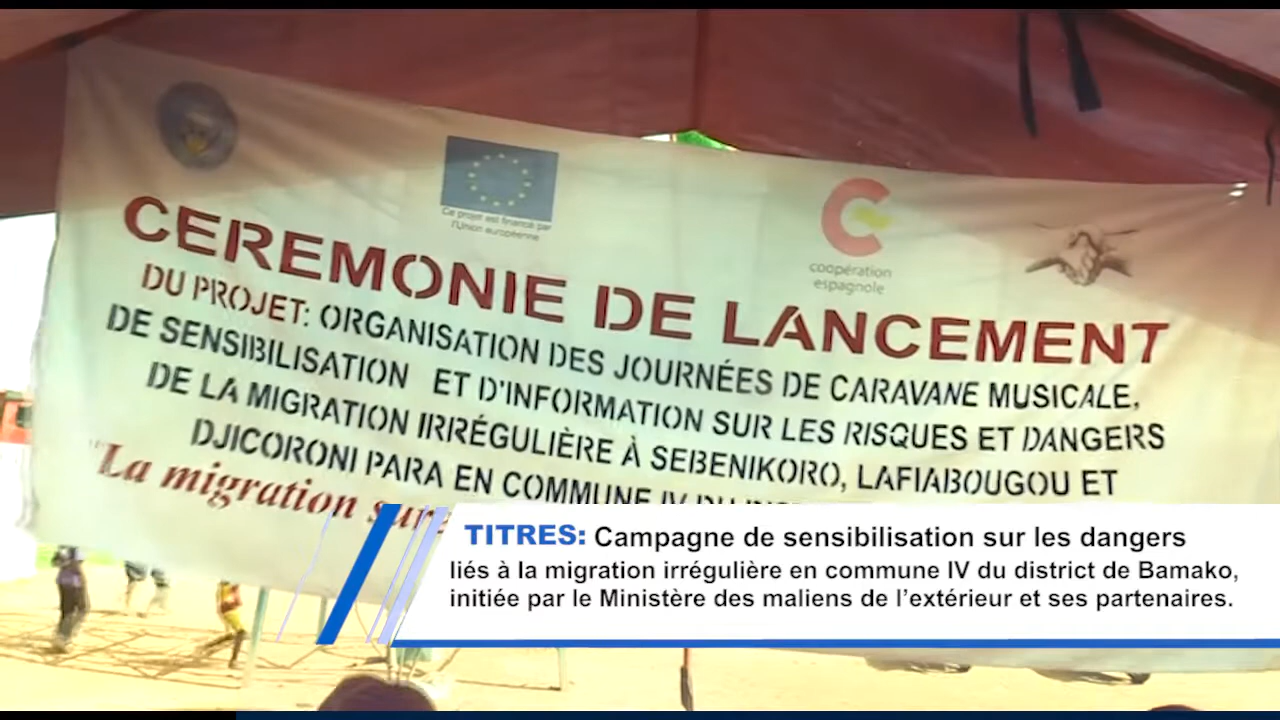 Ce projet est financé par
l'Union européenne
coopération
espagnole
CEREMONIE DE LANCEMENT
DU PROJET: ORGANISATION DES JOURNÉES DE CARAVANE MUSICALE,
DE SENSIBILISATION ET D'INFORMATION SUR LES RISQUES ET DANGERS
DE LA MIGRATION IRRÉGULIÈRE À SEBENIKORO, LAFIABOUGOU ET
DJICORONI PARA EN COMMUNE IV DU
"La migration
TITRES: Campagne de sensibilisation sur les dangers
liés à la migration irrégulière en commune IV du district de Bamako,
initiée par le Ministère des maliens de l'extérieur et ses partenaires.